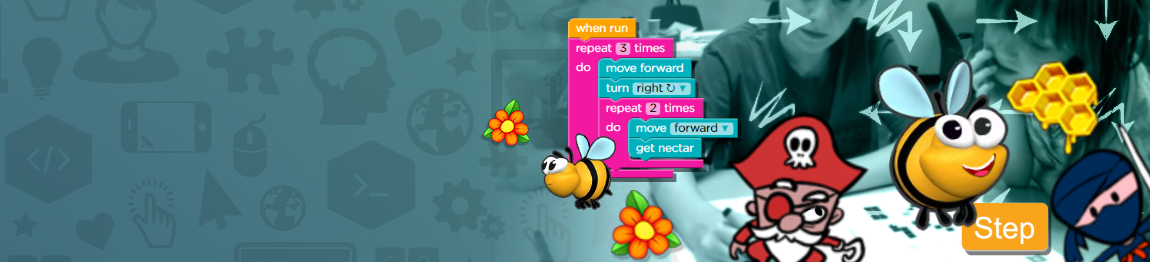 when run
repeat 3 times
do move forward
turn right ↻ ▼
repeat 2 times
do move forward ▼
get nectar
Step